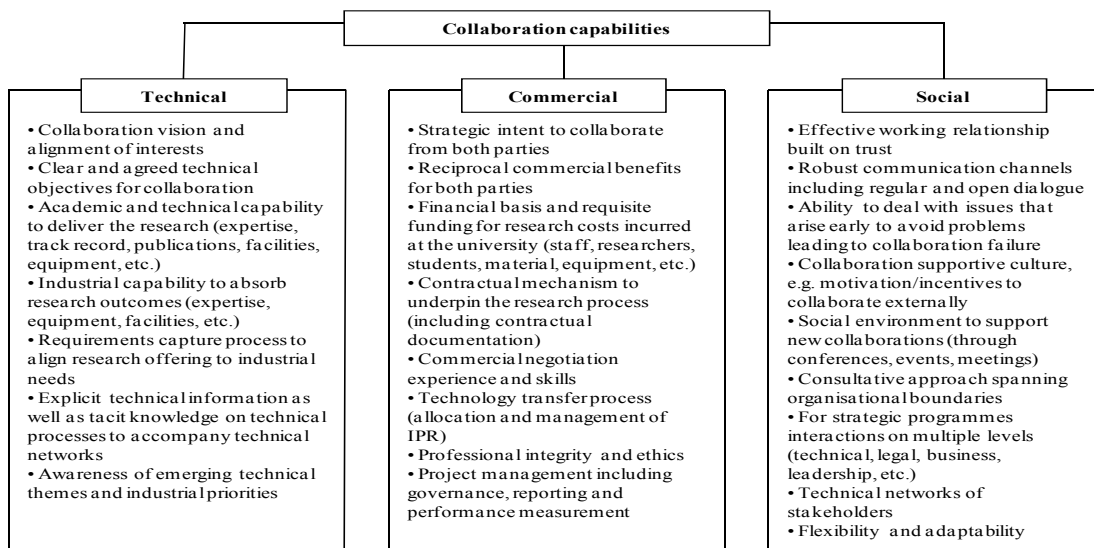 Collaboration capabilities
Technical
• Collaboration vision and
alignment of interests
• Clear and agreed technical
objectives for collaboration
• Academic and technical capability
to deliver the research (expertise,
track record, publications, facilities,
equipment, etc.)
• Industrial capability to absorb
research outcomes (expertise,
equipment, facilities, etc.)
• Requirements capture process to
align research offering to industrial
needs
• Explicit technical information as
well as tacit knowledge on technical
processes to accompany technical
networks
• Awareness of emerging technical
themes and industrial priorities
Commercial
• Strategic intent to collaborate
from both parties
• Reciprocal commercial benefits
for both parties
• Financial basis and requisite
funding for research costs incurred
at the university (staff, researchers,
students, material, equipment, etc.)
• Contractual mechanism to
underpin the research process
(including contractual
documentation)
• Commercial negotiation
experience and skills
• Technology transfer process
(allocation and management of
IPR)
• Professional integrity and ethics
• Project management including
governance, reporting and
performance measurement
Social
• Effective working relationship
built on trust
• Robust communication channels
including regular and open dialogue
• Ability to deal with issues that
arise early to avoid problems
leading to collaboration failure
• Collaboration supportive culture,
e.g. motivation/incentives to
collaborate externally
• Social environment to support
new collaborations (through
conferences, events, meetings)
• Consultative approach spanning
organisational boundaries
• For strategic programmes
interactions on multiple levels
(technical, legal, business,
leadership, etc.)
• Technical networks of
stakeholders
• Flexibility and adaptability